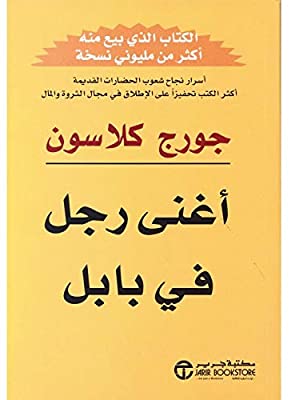 الكتاب الذي بيع منه
أكثر من مليوني نسخة
أسرار نجاح شعوب الحضارات القديمة
أكثر الكتب تحفيزاً على الإطلاق في مجال الثروة والمال
جورج كلاسون
أغنى رجل
في بابل
مكتبة جرير
JARIR BOOKSTORE